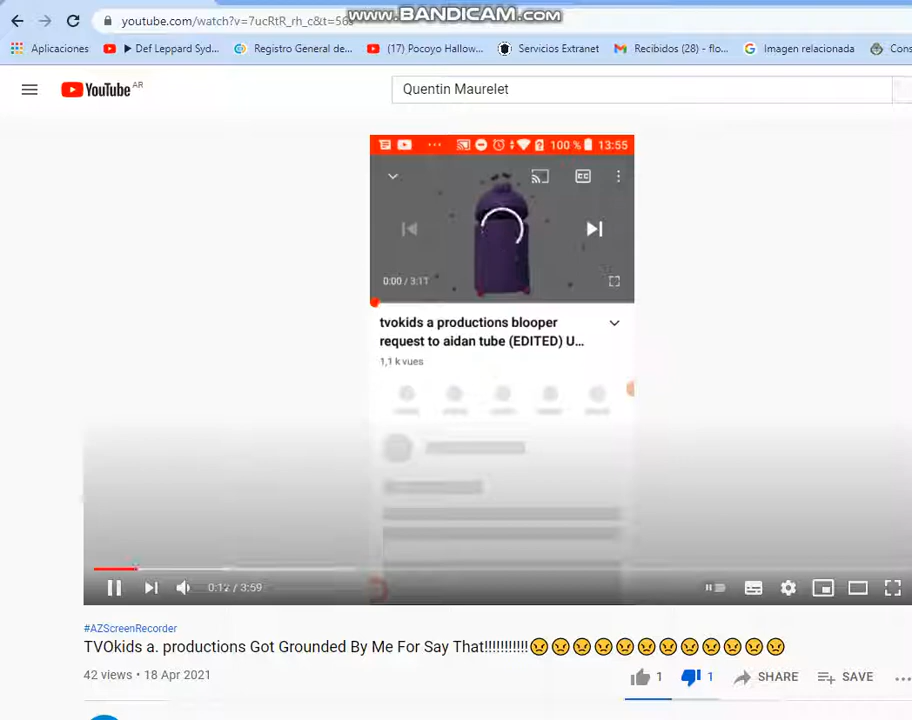 www.BANDICAM.com
youtube.com/watch?v=7ucRtR_rh_c&t=56s
Aplicaciones
Def Leppard Syd...
Registro General de...
(17) Pocoyo Hallow...
Servicios Extranet
Recibidos (28) - flo...
Imagen relacionada
Cons
YouTube AR
Quentin Maurelet
100 % 13:55
CC
0:00 / 3:11
tvokids a productions blooper
request to aidan tube (EDITED) U...
1,1 k vues
0:12 / 3:59
#AZScreenRecorder
TVOkids a. productions Got Grounded By Me For Say That!!!!!!!!!!!😠😠😠😠😠😠😠😠😠😠😠😠
42 views • 18 Apr 2021
1
1
SHARE
SAVE